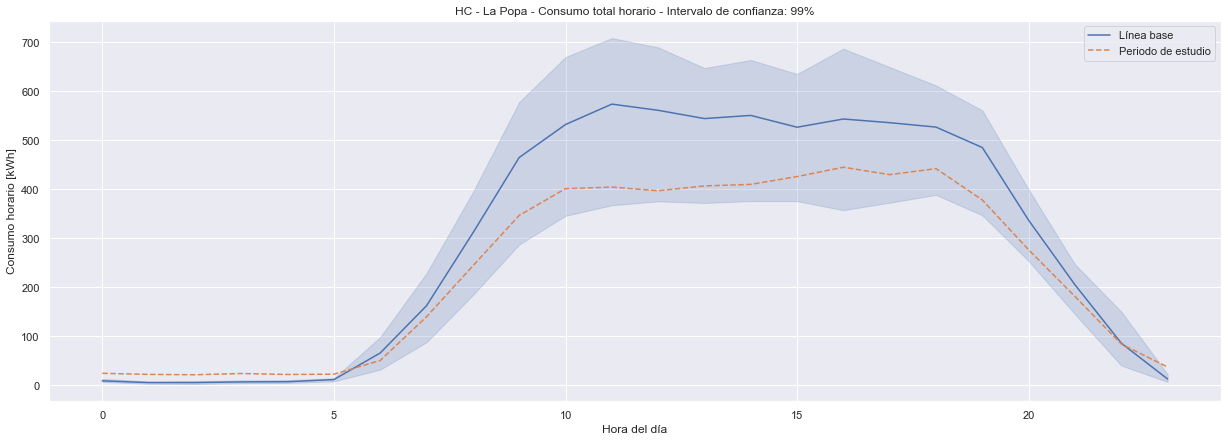 HC - La Popa - Consumo total horario - Intervalo de confianza: 99%
Línea base
Periodo de estudio
Consumo horario [kWh]
700
600
500
400
300
200
100
0
0
5
10
15
20
Hora del día